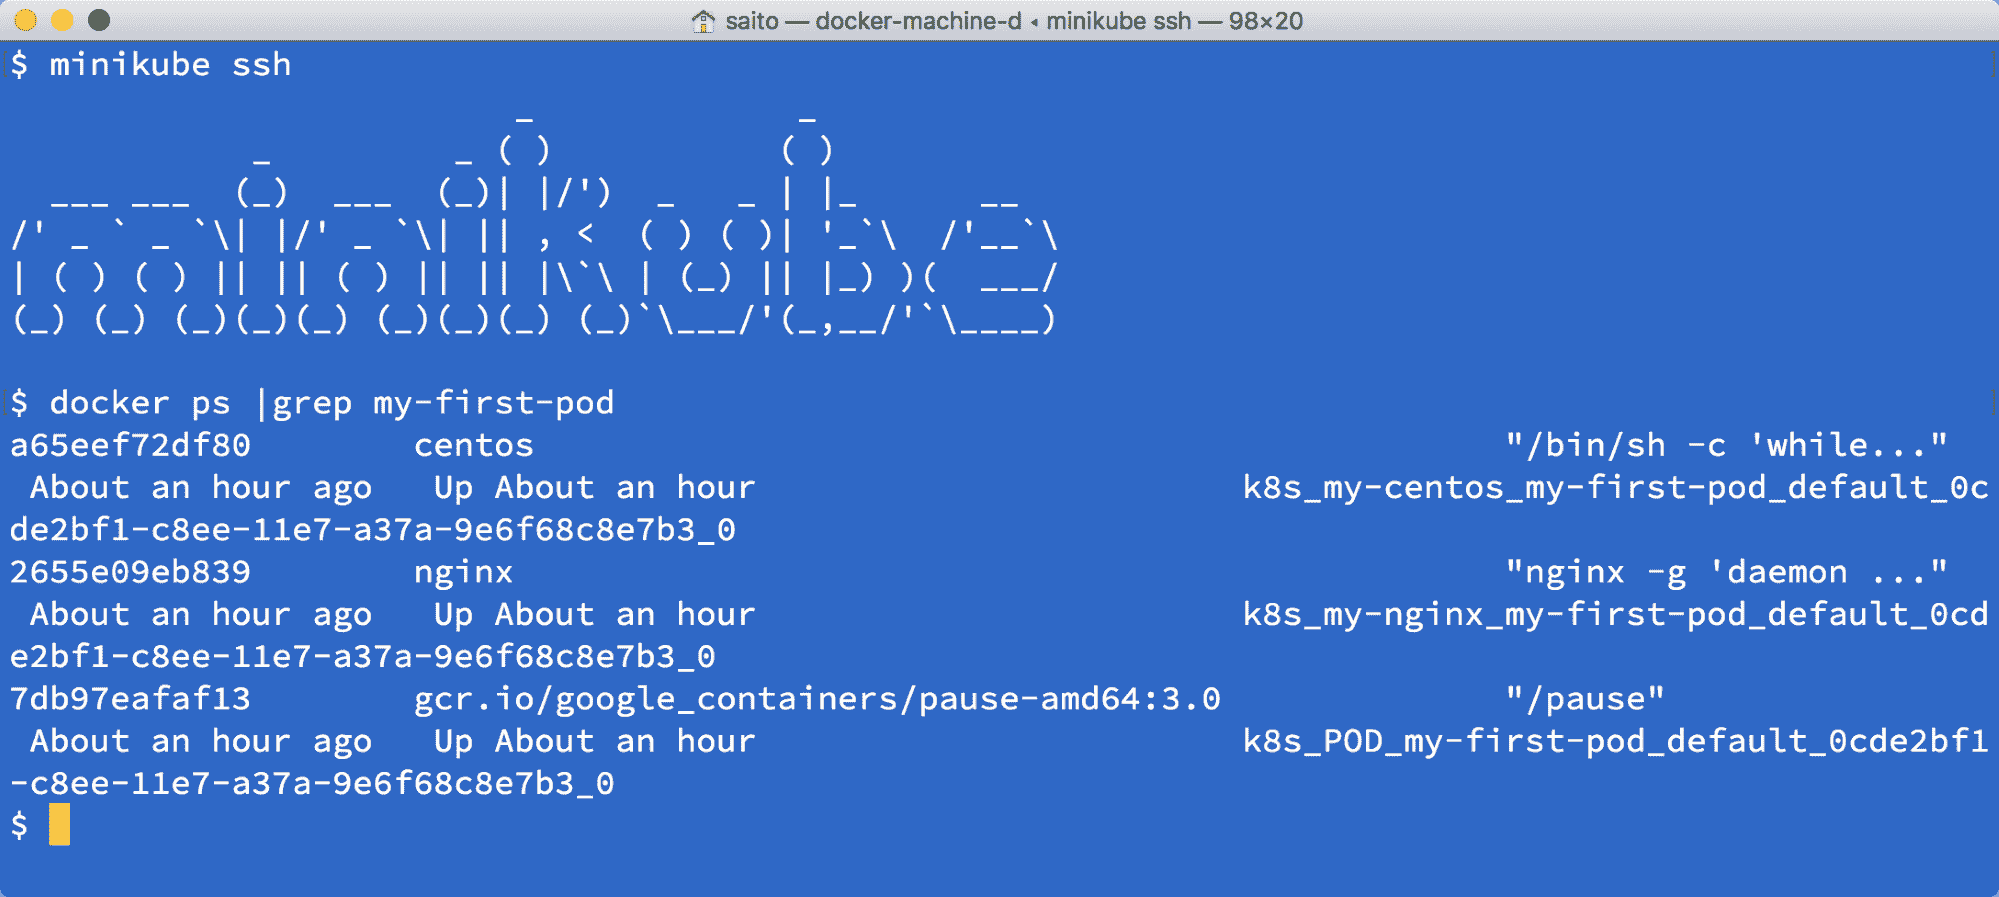 saito — docker-machine-d ◂ minikube ssh — 98×20
$ minikube ssh
                         _             _
            _         _ ( )           ( )
  ___ ___  (_)  ___  (_)| |/')  _   _ | |_      __
/' _ ` _ `\| |/' _ `\| || , <  ( ) ( )| '_`\  /'__`\
| ( ) ( ) || || ( ) || || |\`\ | (_) || |_) )(  ___/
(_) (_) (_)(_)(_) (_)(_)(_) (_)`\___/'(_,__/'`\____)
$ docker ps |grep my-first-pod
a65eef72df80        centos                                                "/bin/sh -c 'while..."
 About an hour ago   Up About an hour                        k8s_my-centos_my-first-pod_default_0c
de2bf1-c8ee-11e7-a37a-9e6f68c8e7b3_0
2655e09eb839        nginx                                                 "nginx -g 'daemon ..."
 About an hour ago   Up About an hour                        k8s_my-nginx_my-first-pod_default_0cd
e2bf1-c8ee-11e7-a37a-9e6f68c8e7b3_0
7db97eafaf13        gcr.io/google_containers/pause-amd64:3.0              "/pause"
 About an hour ago   Up About an hour                        k8s_POD_my-first-pod_default_0cde2bf1
-c8ee-11e7-a37a-9e6f68c8e7b3_0
$